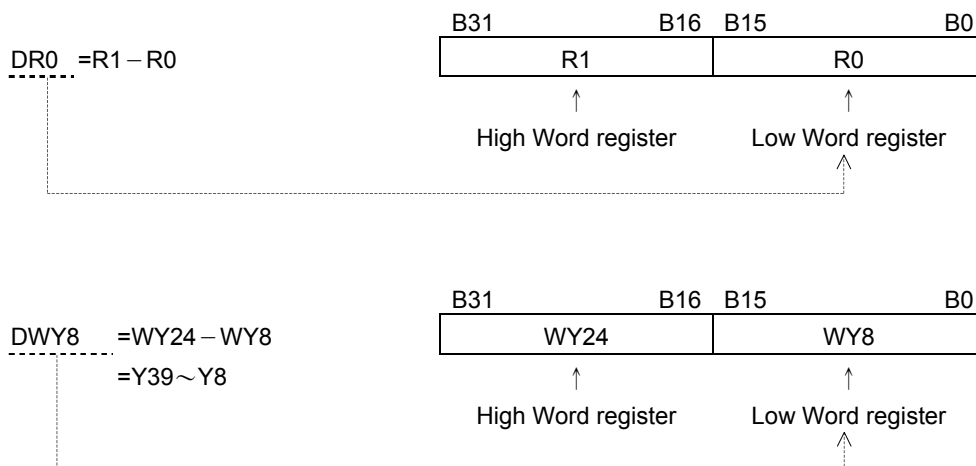 B31 B16 B15 B0
DR0 =R1－R0 R1 R0
↑ ↑
High Word register Low Word register
B31 B16 B15 B0
DWY8 =WY24－WY8 WY24 WY8
=Y39～Y8 ↑ ↑
High Word register Low Word register